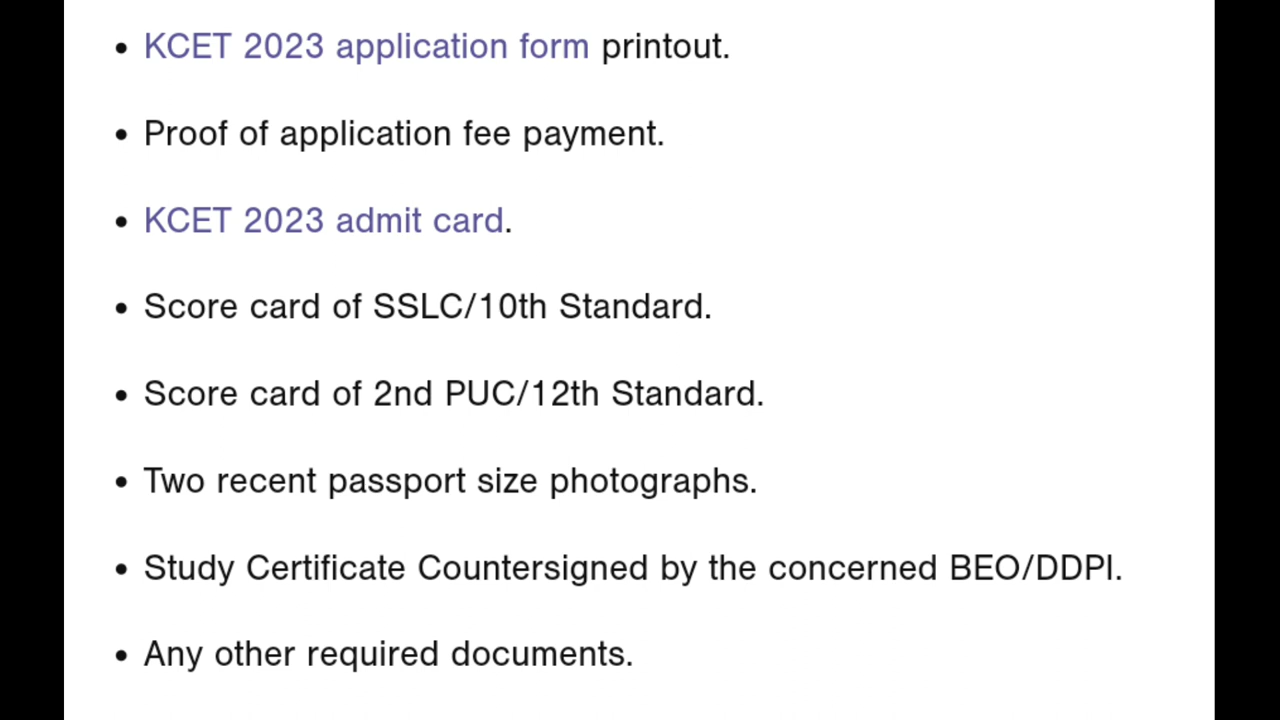 • KCET 2023 application form printout.
• Proof of application fee payment.
• KCET 2023 admit card.
• Score card of SSLC/10th Standard.
• Score card of 2nd PUC/12th Standard.
• Two recent passport size photographs.
• Study Certificate Countersigned by the concerned BEO/DDPI.
• Any other required documents.